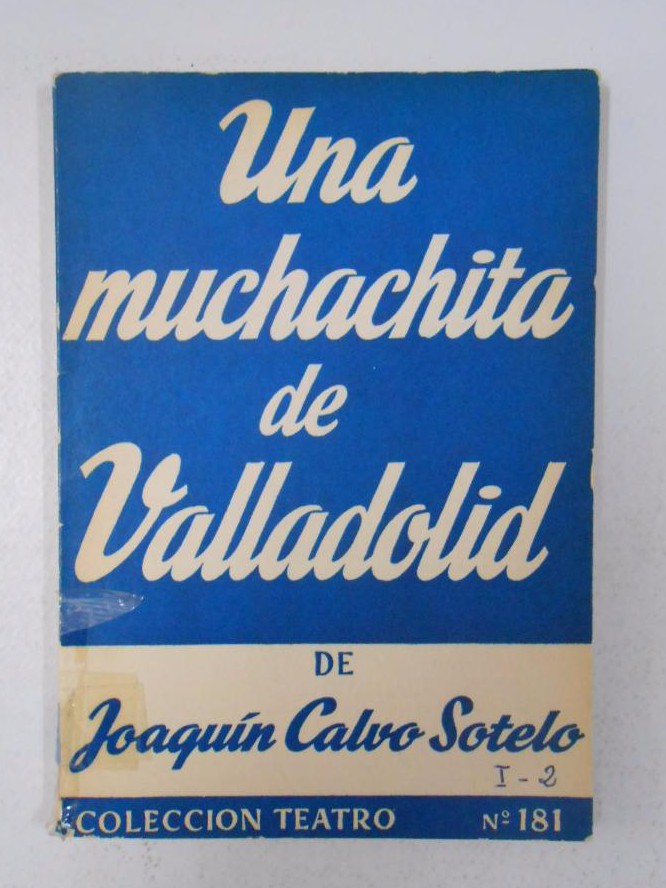 Una
muchachita
de
Valladolid
DE
Joaquín Calvo Sotelo
I-2
COLECCION TEATRO Nº 181